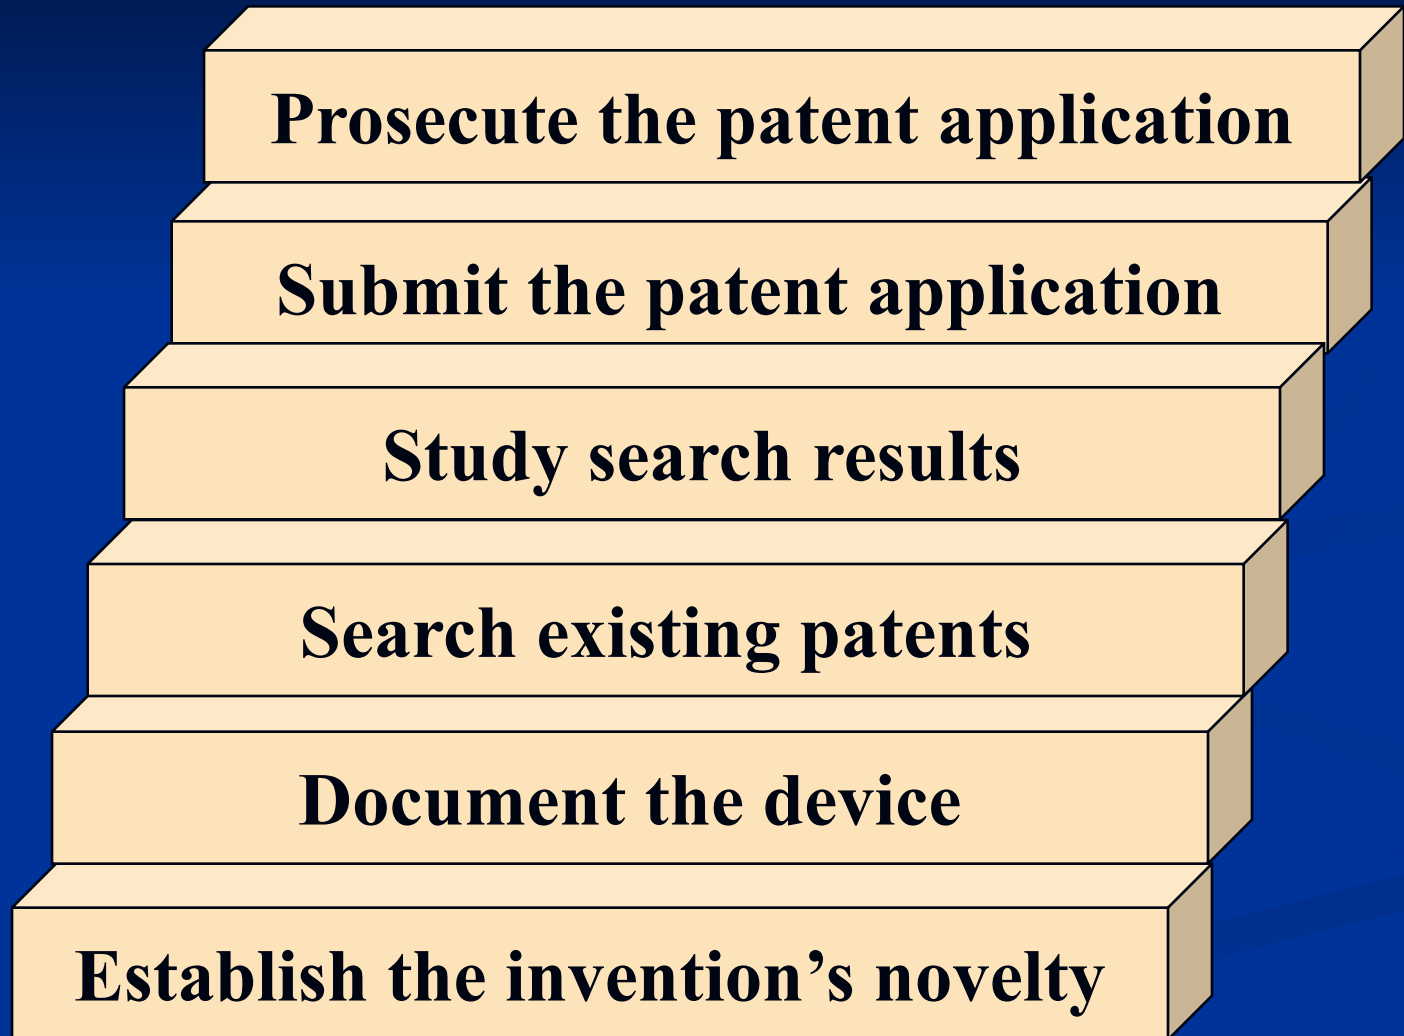 Prosecute the patent application
Submit the patent application
Study search results
Search existing patents
Document the device
Establish the invention’s novelty